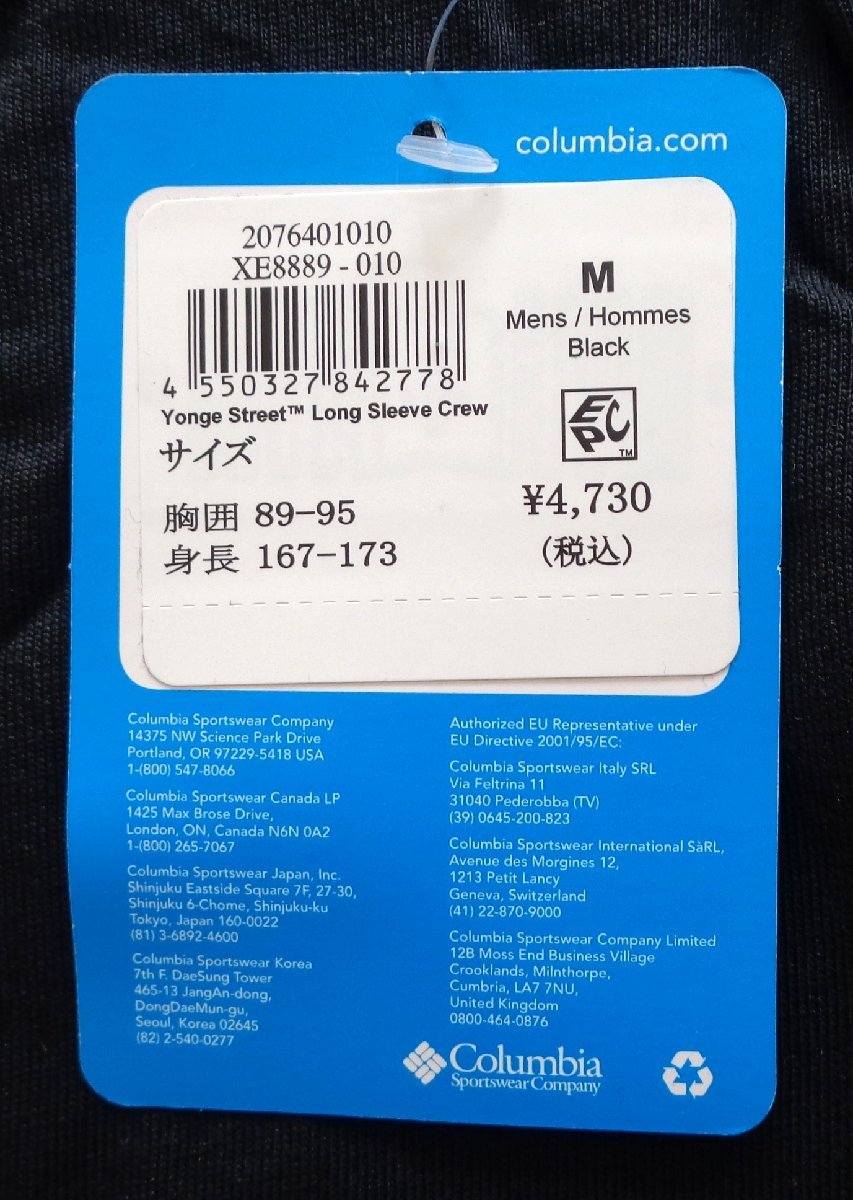 columbia.com
2076401010
XE8889-010
4 550327 842778
Yonge Street™ Long Sleeve Crew
サイズ
胸囲 89-95
身長 167-173
M
Mens / Hommes
Black
EPC
TM
¥4,730
(税込)
Columbia Sportswear Company
14375 NW Science Park Drive
Portland, OR 97229-5418 USA
1-(800) 547-8066
Columbia Sportswear Canada LP
1425 Max Brose Drive,
London, ON, Canada N6N 0A2
1-(800) 265-7067
Columbia Sportswear Japan, Inc.
Shinjuku Eastside Square 7F, 27-30,
Shinjuku 6-Chome, Shinjuku-ku
Tokyo, Japan 160-0022
(81) 3-6892-4600
Columbia Sportswear Korea
7th F. DaeSung Tower
465-13 JangAn-dong,
DongDaeMun-gu,
Seoul, Korea 02645
(82) 2-540-0277
Authorized EU Representative under
EU Directive 2001/95/EC:
Columbia Sportswear Italy SRL
Via Feltrina 11
31040 Pederobba (TV)
(39) 0645-200-823
Columbia Sportswear International SàRL,
Avenue des Morgines 12,
1213 Petit Lancy
Geneva, Switzerland
(41) 22-870-9000
Columbia Sportswear Company Limited
12B Moss End Business Village
Crooklands, Milnthorpe,
Cumbria, LA7 7NU,
United Kingdom
0800-464-0876
Columbia
Sportswear Company